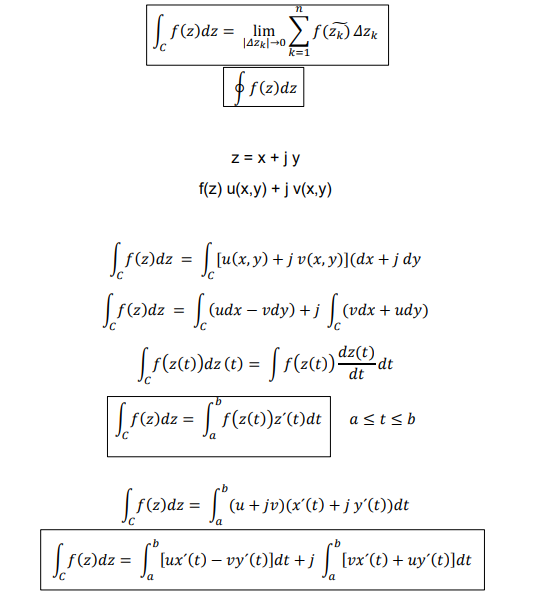 ∫_C f(z)dz = lim_{|Δz_k|→0} ∑_{k=1}^{n} f(z̃_k) Δz_k
∮ f(z)dz
z = x + j y
f(z) u(x,y) + j v(x,y)
∫_C f(z)dz = ∫_C [u(x, y) + j v(x, y)](dx + j dy
∫_C f(z)dz = ∫_C (udx − vdy) + j ∫_C (vdx + udy)
∫_C f(z(t))dz (t) = ∫ f(z(t)) dz(t)/dt dt
∫_C f(z)dz = ∫_a^b f(z(t))z´(t)dt a ≤ t ≤ b
∫_C f(z)dz = ∫_a^b (u + jv)(x´(t) + j y´(t))dt
∫_C f(z)dz = ∫_a^b [ux´(t) − vy´(t)]dt + j ∫_a^b [vx´(t) + uy´(t)]dt